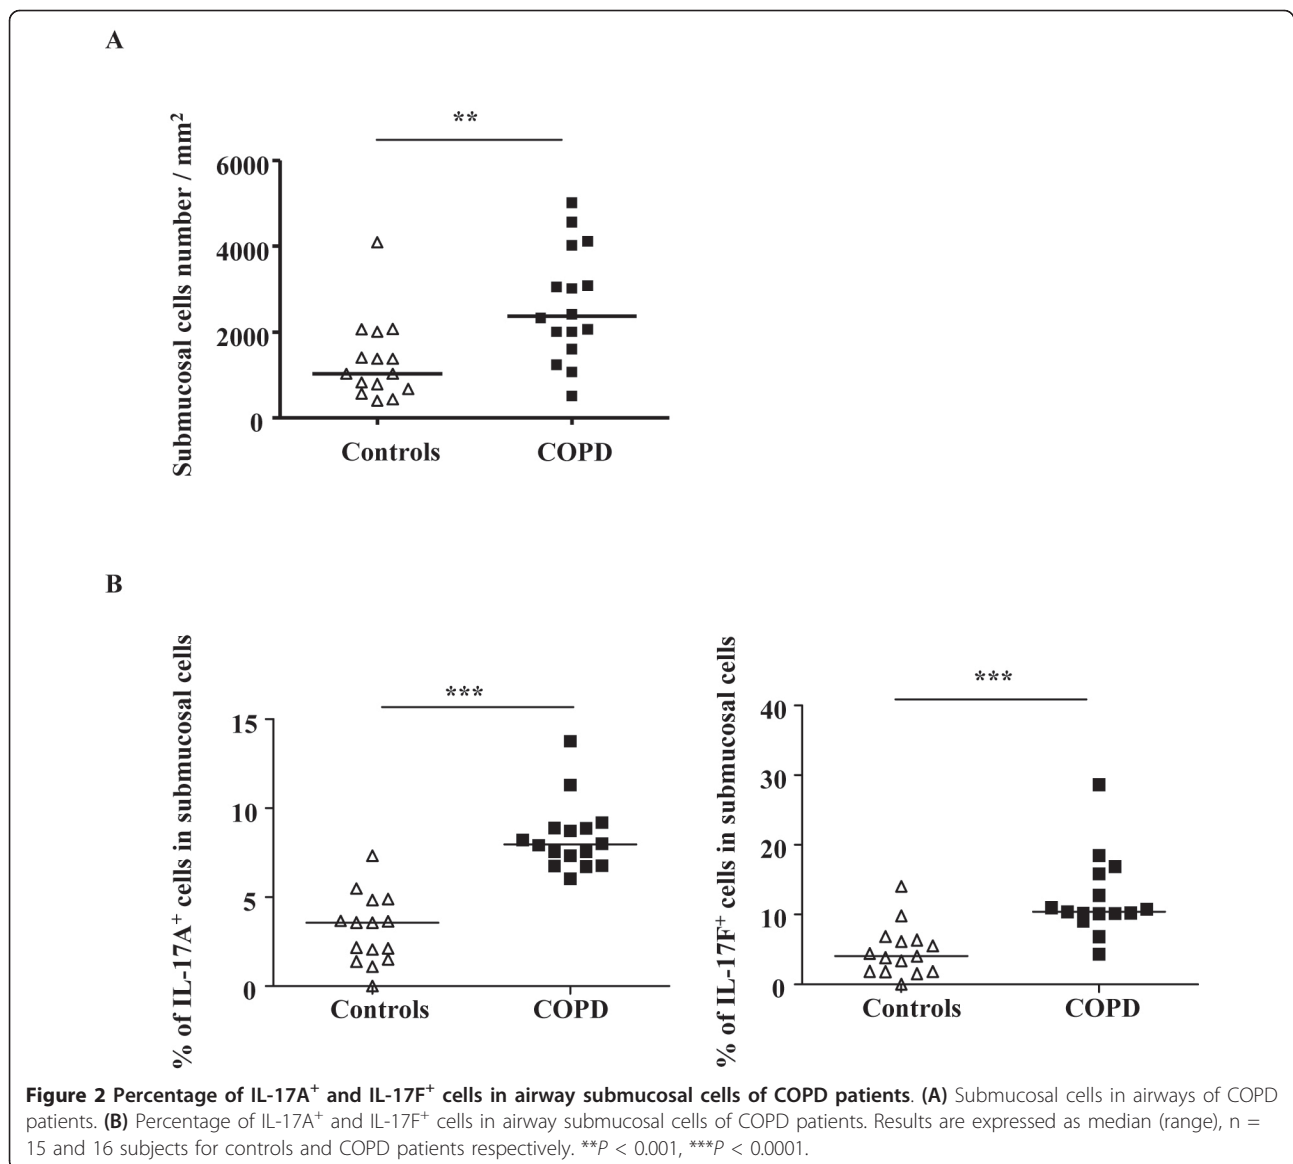 A
Submucosal cells number / mm²
**
6000
4000
2000
0
Controls COPD
B
% of IL-17A⁺ cells in submucosal cells
***
15
10
5
0
Controls COPD
% of IL-17F⁺ cells in submucosal cells
***
40
30
20
10
0
Controls COPD
Figure 2 Percentage of IL-17A⁺ and IL-17F⁺ cells in airway submucosal cells of COPD patients. (A) Submucosal cells in airways of COPD
patients. (B) Percentage of IL-17A⁺ and IL-17F⁺ cells in airway submucosal cells of COPD patients. Results are expressed as median (range), n =
15 and 16 subjects for controls and COPD patients respectively. **P < 0.001, ***P < 0.0001.